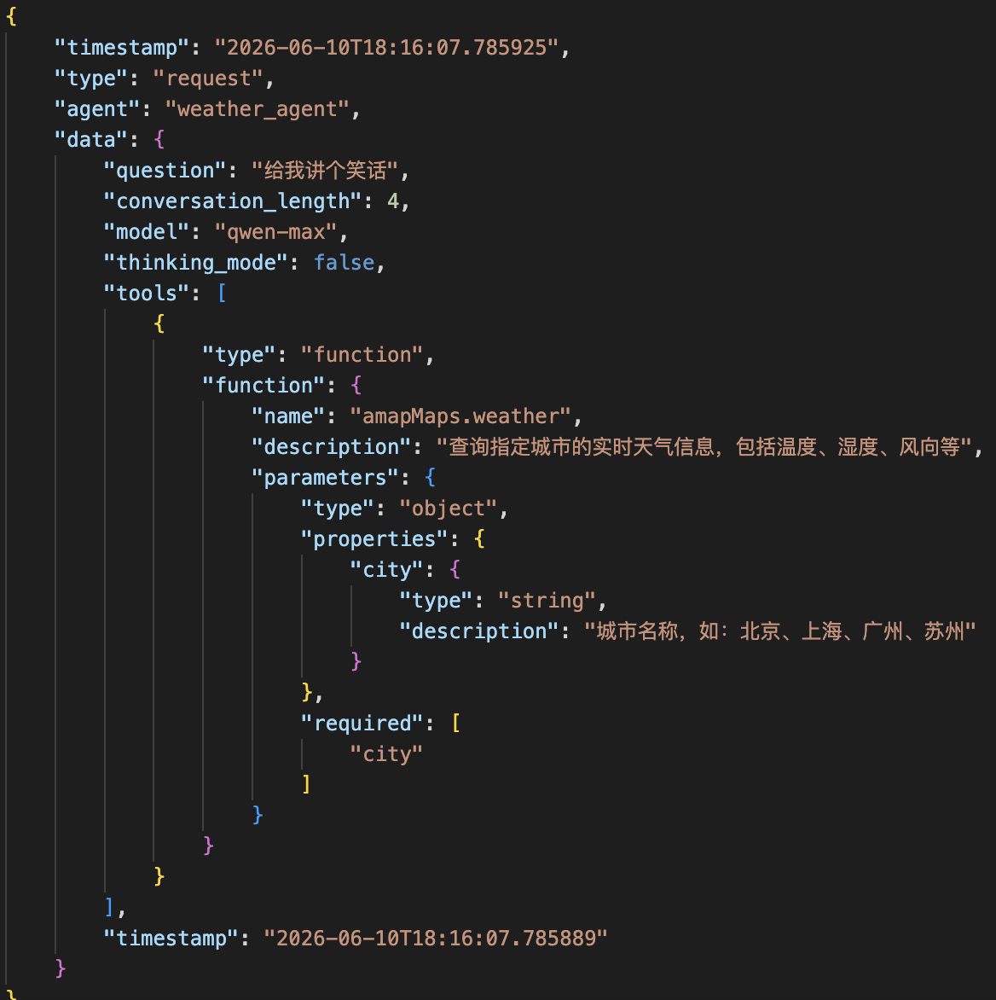 {
    "timestamp": "2026-06-10T18:16:07.785925",
    "type": "request",
    "agent": "weather_agent",
    "data": {
        "question": "给我讲个笑话",
        "conversation_length": 4,
        "model": "qwen-max",
        "thinking_mode": false,
        "tools": [
            {
                "type": "function",
                "function": {
                    "name": "amapMaps.weather",
                    "description": "查询指定城市的实时天气信息，包括温度、湿度、风向等",
                    "parameters": {
                        "type": "object",
                        "properties": {
                            "city": {
                                "type": "string",
                                "description": "城市名称，如：北京、上海、广州、苏州"
                            }
                        },
                        "required": [
                            "city"
                        ]
                    }
                }
            }
        ],
        "timestamp": "2026-06-10T18:16:07.785889"
    }
}